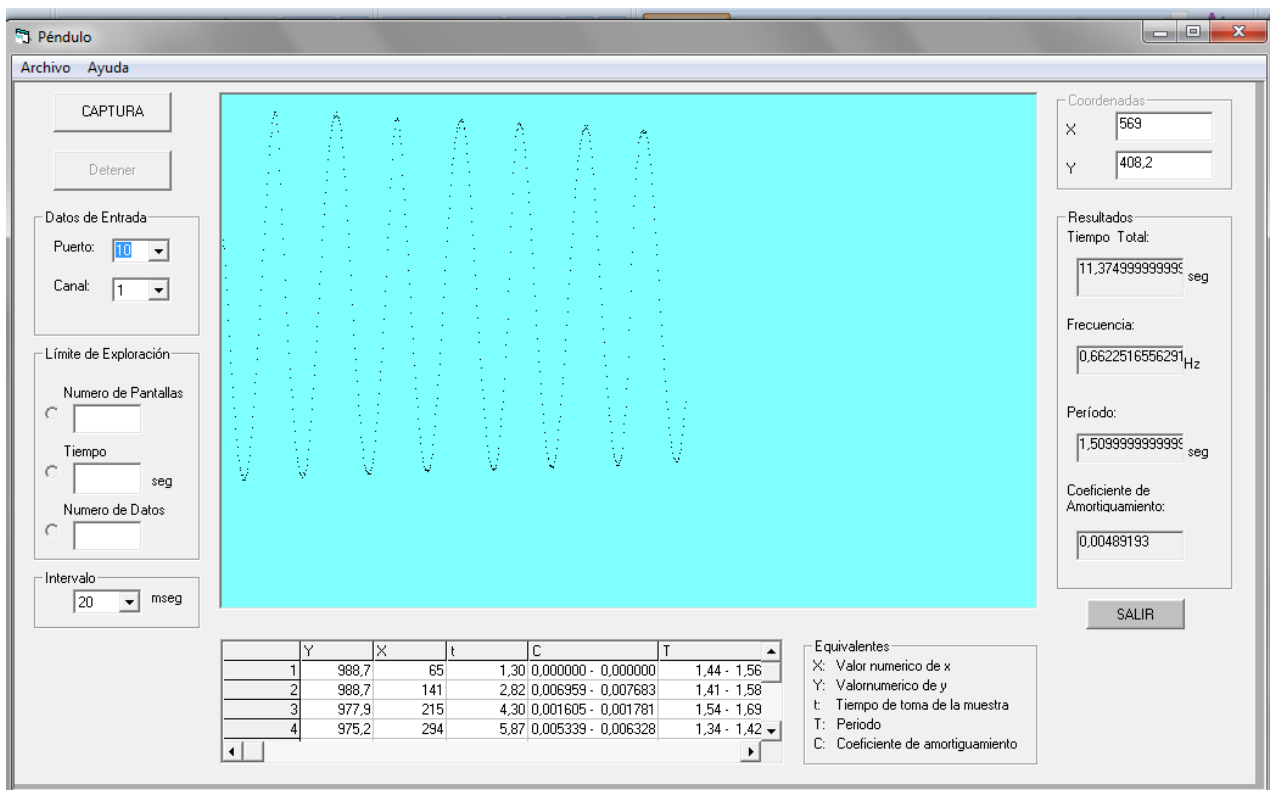 Péndulo
Archivo Ayuda
CAPTURA
Detener
Datos de Entrada
Puerto: 10
Canal: 1
Límite de Exploración
Numero de Pantallas
Tiempo
seg
Numero de Datos
Intervalo
20 mseg
Coordenadas
X 569
Y 408,2
Resultados
Tiempo Total:
11,374999999999 seg
Frecuencia:
0,6622516556291 Hz
Período:
1,5099999999999 seg
Coeficiente de
Amortiguamiento:
0,00489193
SALIR
Y X t C T
1 988,7 65 1,30 0,000000 - 0,000000 1,44 - 1,56
2 988,7 141 2,82 0,006959 - 0,007683 1,41 - 1,58
3 977,9 215 4,30 0,001605 - 0,001781 1,54 - 1,69
4 975,2 294 5,87 0,005339 - 0,006328 1,34 - 1,42
Equivalentes
X: Valor numerico de x
Y: Valornumerico de y
t: Tiempo de toma de la muestra
T: Periodo
C: Coeficiente de amortiguamiento